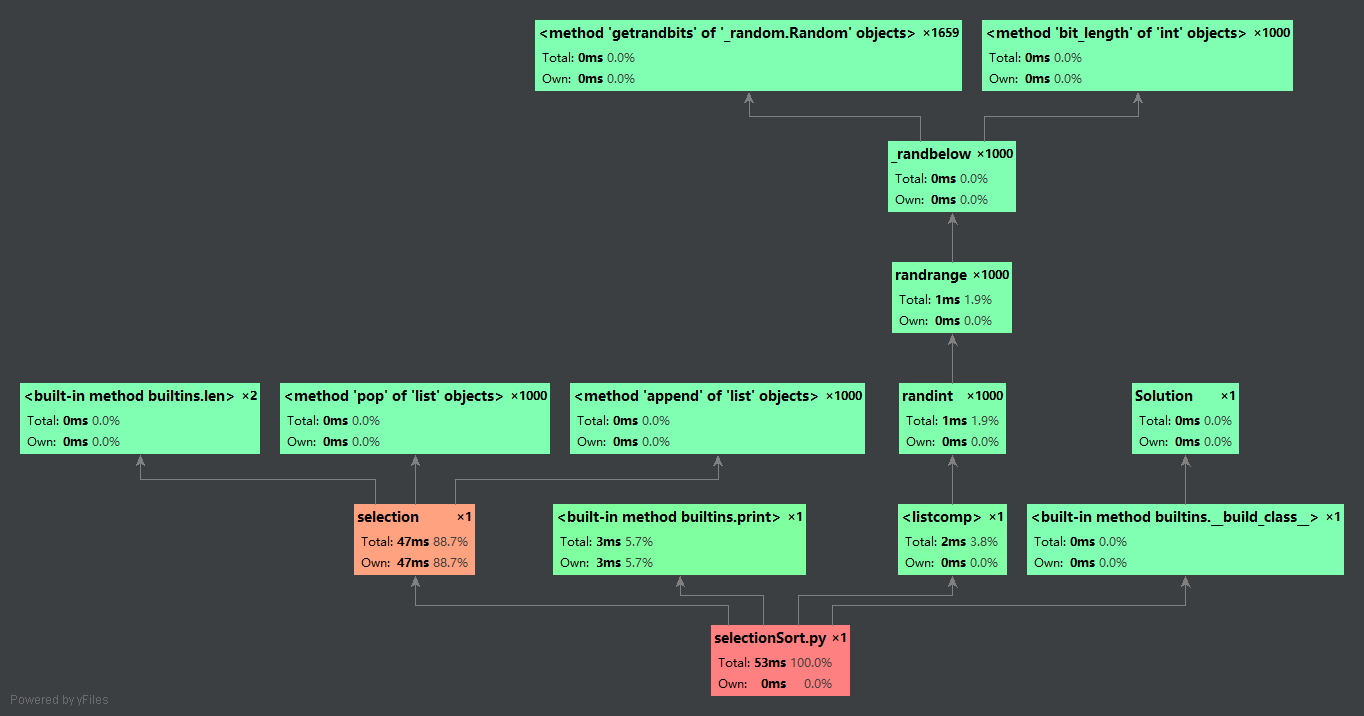 <method 'getrandbits' of '_random.Random' objects> ×1659
Total: 0ms 0.0%
Own: 0ms 0.0%
<method 'bit_length' of 'int' objects> ×1000
Total: 0ms 0.0%
Own: 0ms 0.0%
_randbelow ×1000
Total: 0ms 0.0%
Own: 0ms 0.0%
randrange ×1000
Total: 1ms 1.9%
Own: 0ms 0.0%
<built-in method builtins.len> ×2
Total: 0ms 0.0%
Own: 0ms 0.0%
<method 'pop' of 'list' objects> ×1000
Total: 0ms 0.0%
Own: 0ms 0.0%
<method 'append' of 'list' objects> ×1000
Total: 0ms 0.0%
Own: 0ms 0.0%
randint ×1000
Total: 1ms 1.9%
Own: 0ms 0.0%
Solution ×1
Total: 0ms 0.0%
Own: 0ms 0.0%
selection ×1
Total: 47ms 88.7%
Own: 47ms 88.7%
<built-in method builtins.print> ×1
Total: 3ms 5.7%
Own: 3ms 5.7%
<listcomp> ×1
Total: 2ms 3.8%
Own: 0ms 0.0%
<built-in method builtins.__build_class__> ×1
Total: 0ms 0.0%
Own: 0ms 0.0%
selectionSort.py ×1
Total: 53ms 100.0%
Own: 0ms 0.0%
Powered by yFiles